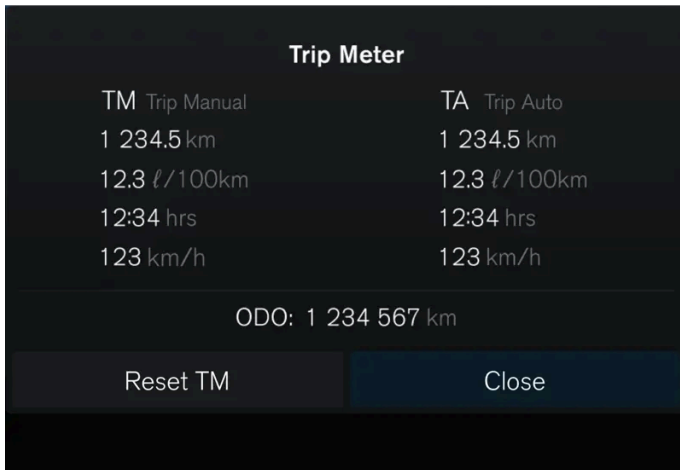 Trip Meter
TM Trip Manual
TA Trip Auto
1 234.5 km
1 234.5 km
12.3 ℓ/100km
12.3 ℓ/100km
12:34 hrs
12:34 hrs
123 km/h
123 km/h
ODO: 1 234 567 km
Reset TM
Close